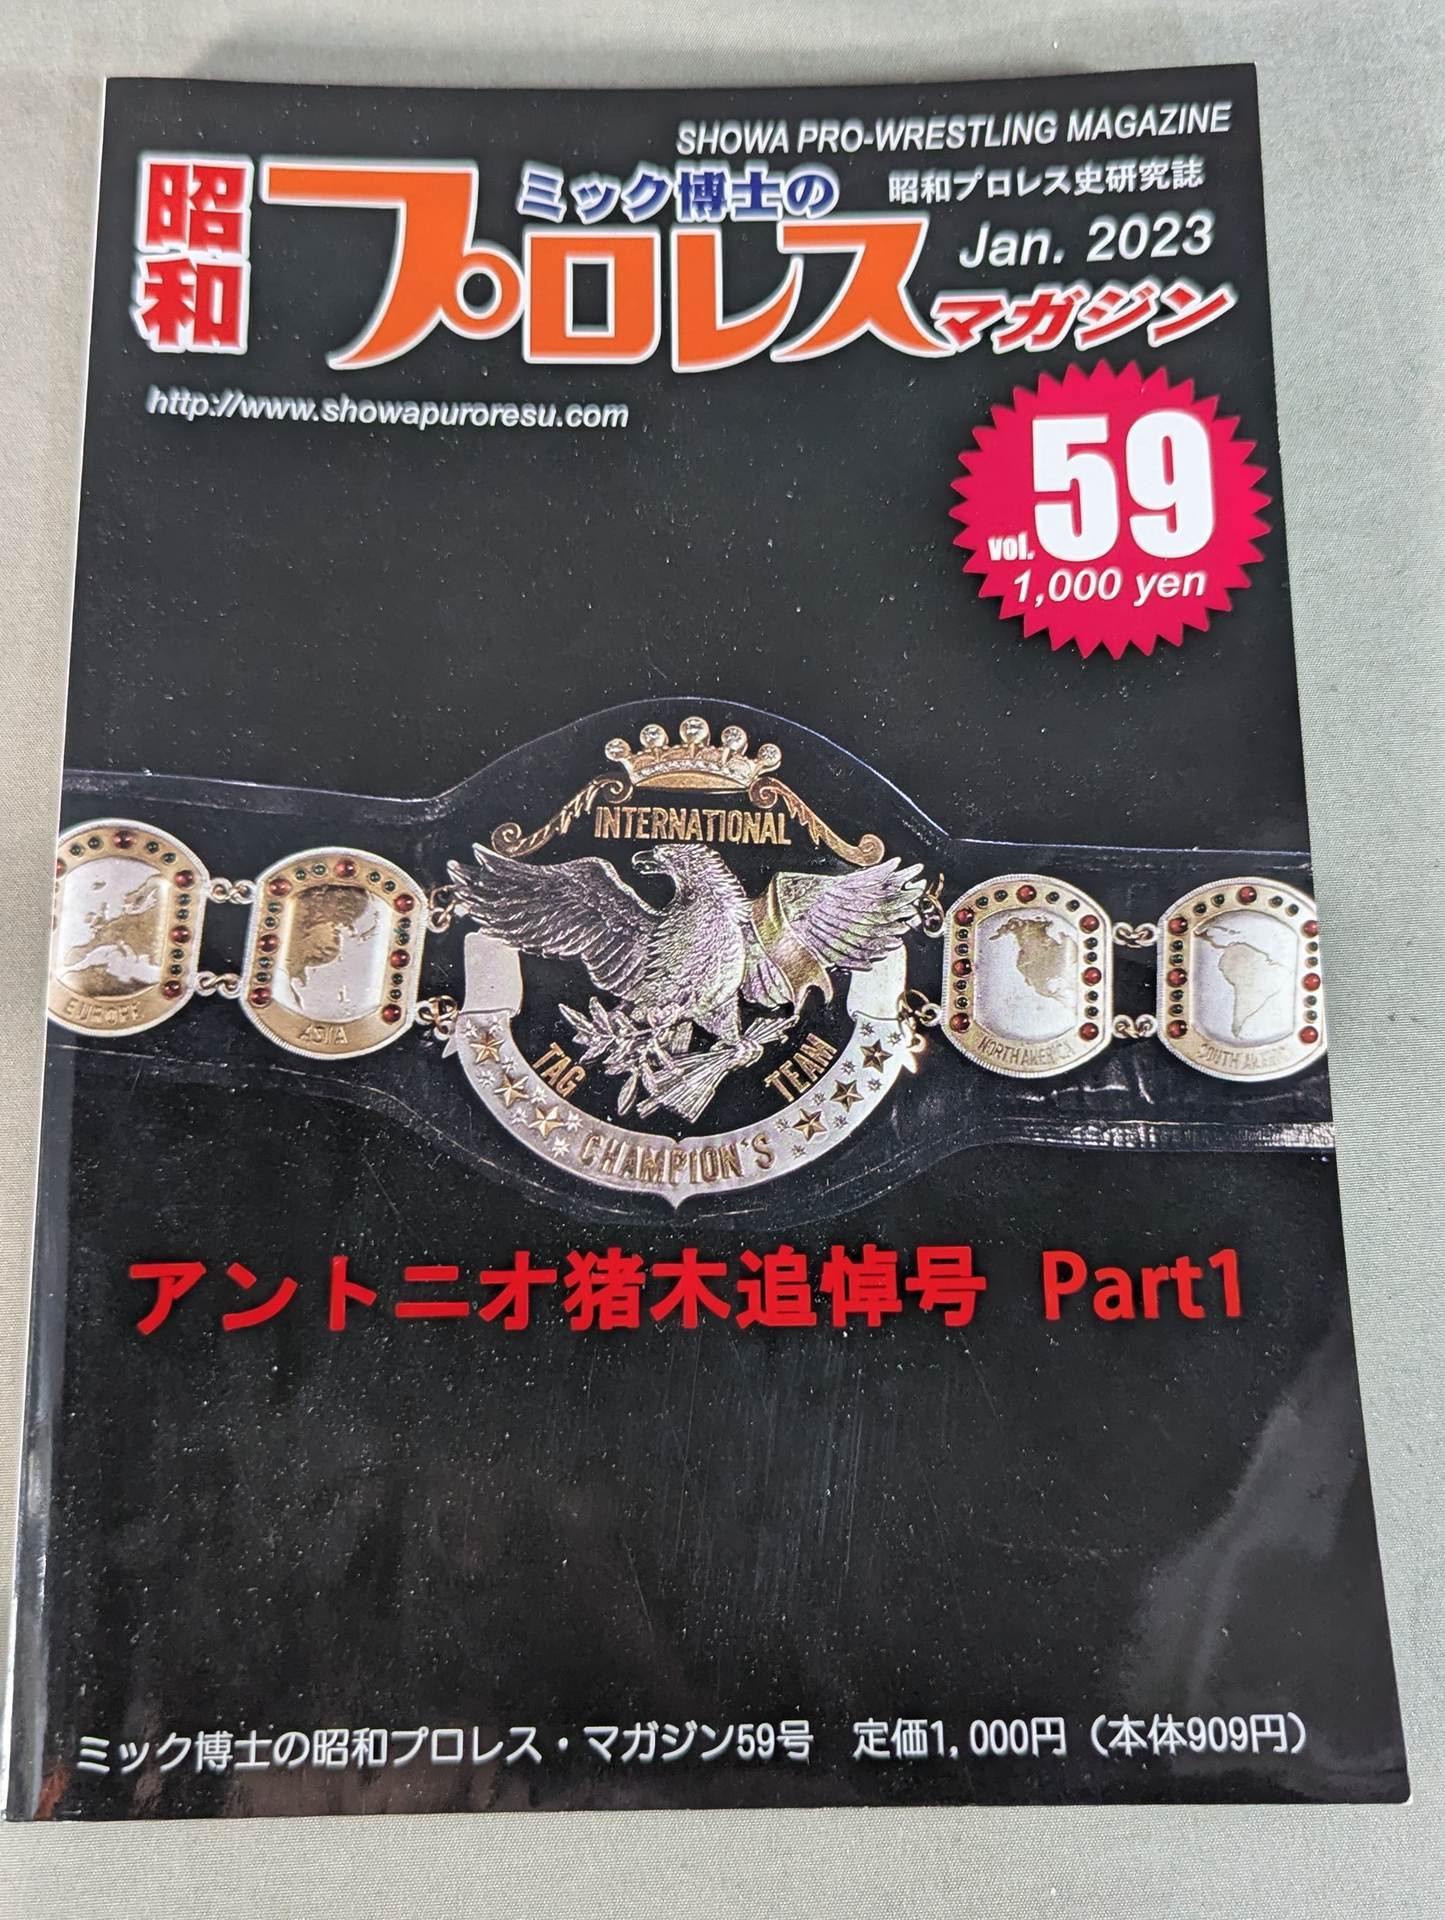 SHOWA PRO-WRESTLING MAGAZINE
昭和プロレス史研究誌
ミック博士の
昭和
プロレス
マガジン
Jan. 2023
http://www.showapuroresu.com
vol. 59
1,000 yen
INTERNATIONAL
TAG TEAM
CHAMPION'S
EUROPE
ASIA
NORTH AMERICA
SOUTH AMERIC
アントニオ猪木追悼号 Part1
ミック博士の昭和プロレス・マガジン59号 定価1,000円（本体909円）